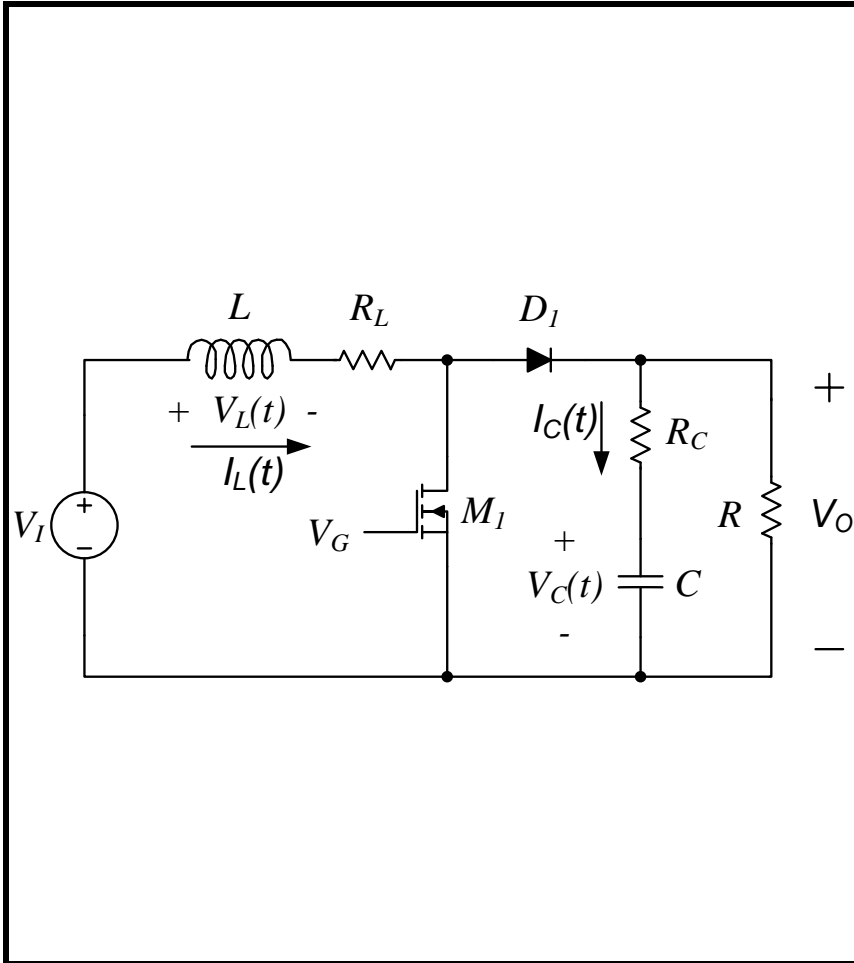 L
R_L
D_1
+ V_L(t) -
I_L(t)
I_C(t)
R_C
+
V_I
+
−
V_G
M_1
+
V_C(t)
-
C
R
V_O
−